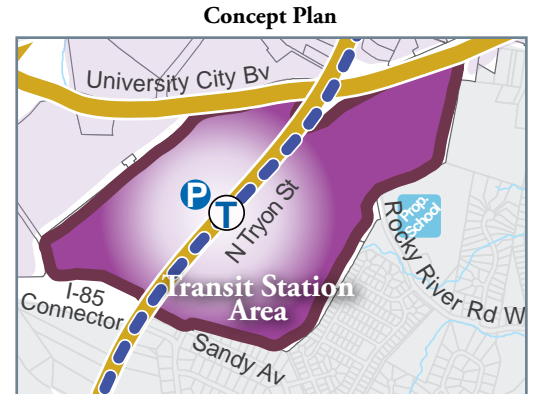 Concept Plan
University City Bv
P
T
N Tryon St
Prop.
School
Rocky River Rd W
Transit Station
Area
I-85
Connector
Sandy Av